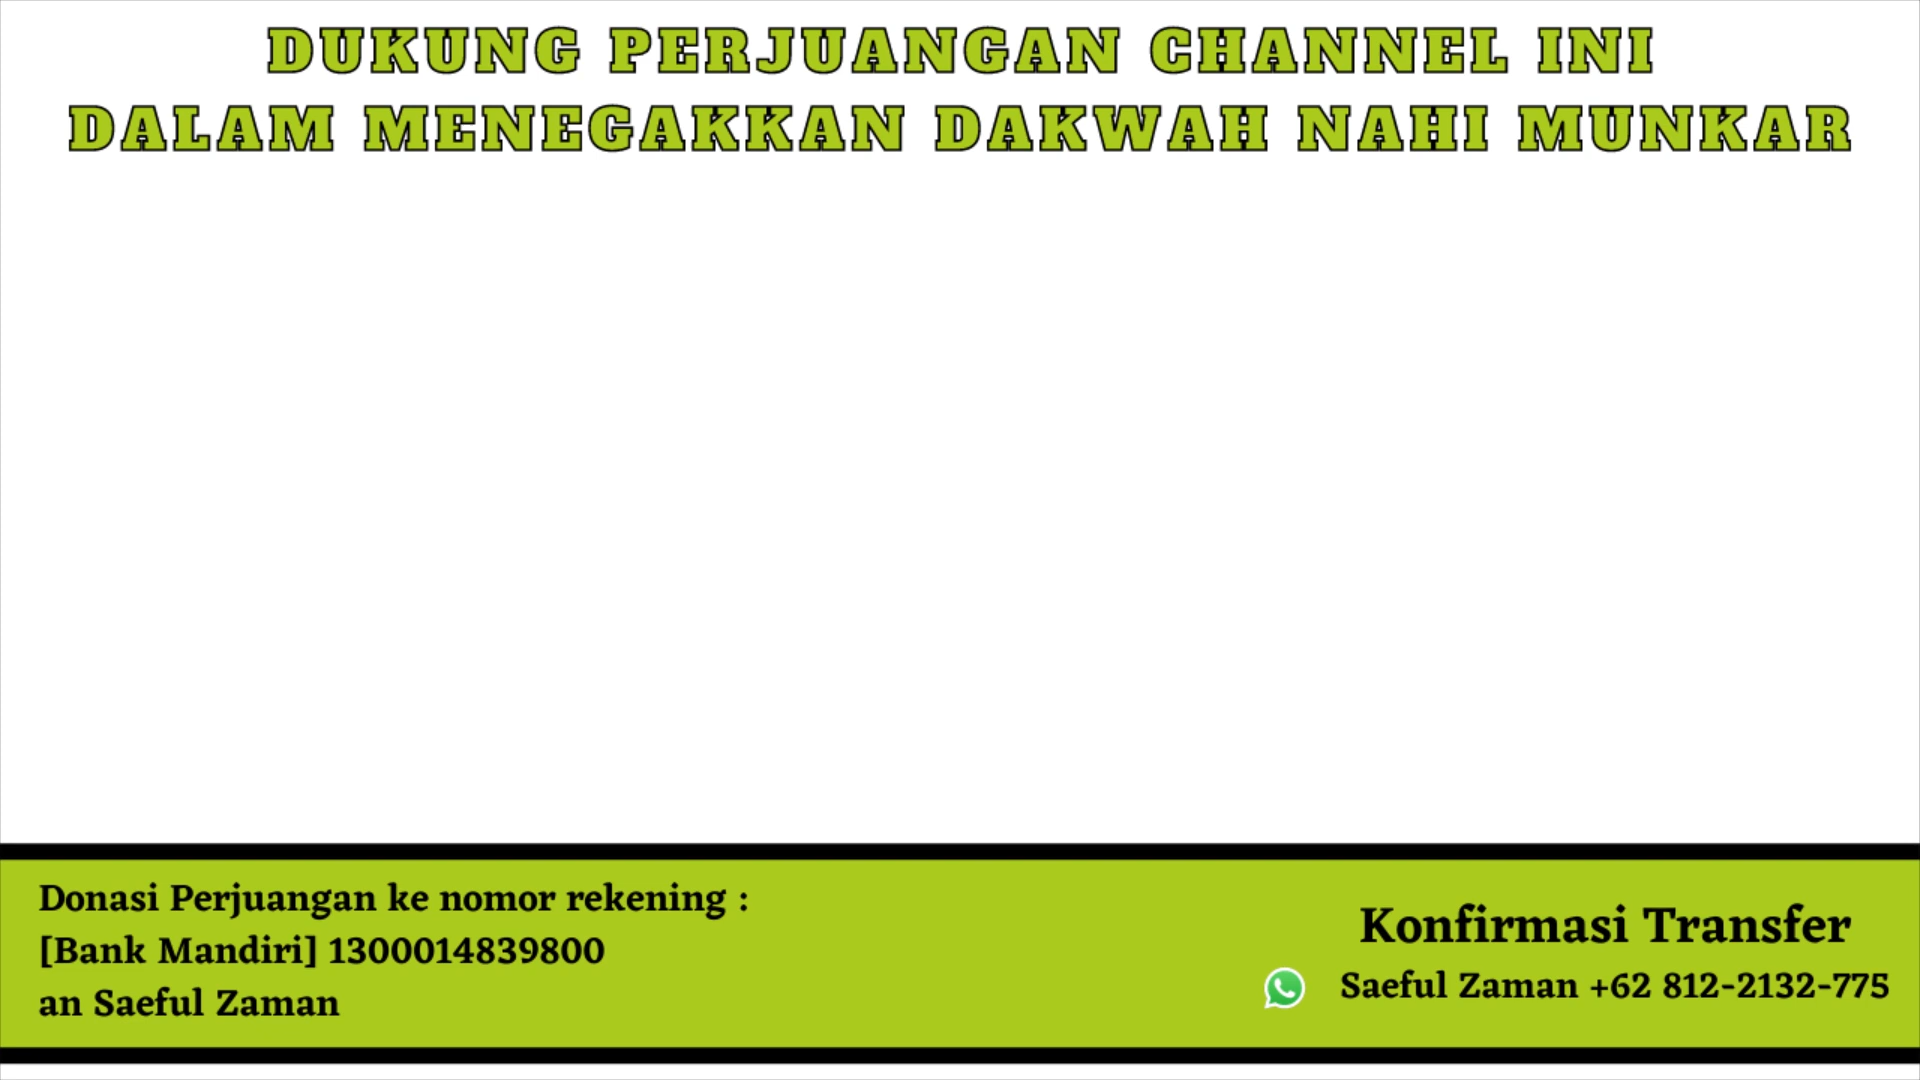 DUKUNG PERJUANGAN CHANNEL INI
DALAM MENEGAKKAN DAKWAH NAHI MUNKAR
Donasi Perjuangan ke nomor rekening :
[Bank Mandiri] 1300014839800
an Saeful Zaman
Konfirmasi Transfer
Saeful Zaman +62 812-2132-775